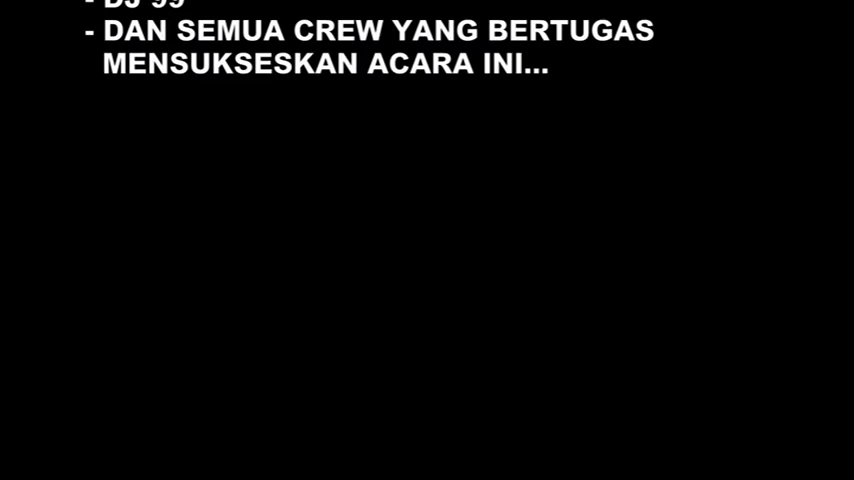 - DJ 99
- DAN SEMUA CREW YANG BERTUGAS
MENSUKSESKAN ACARA INI...